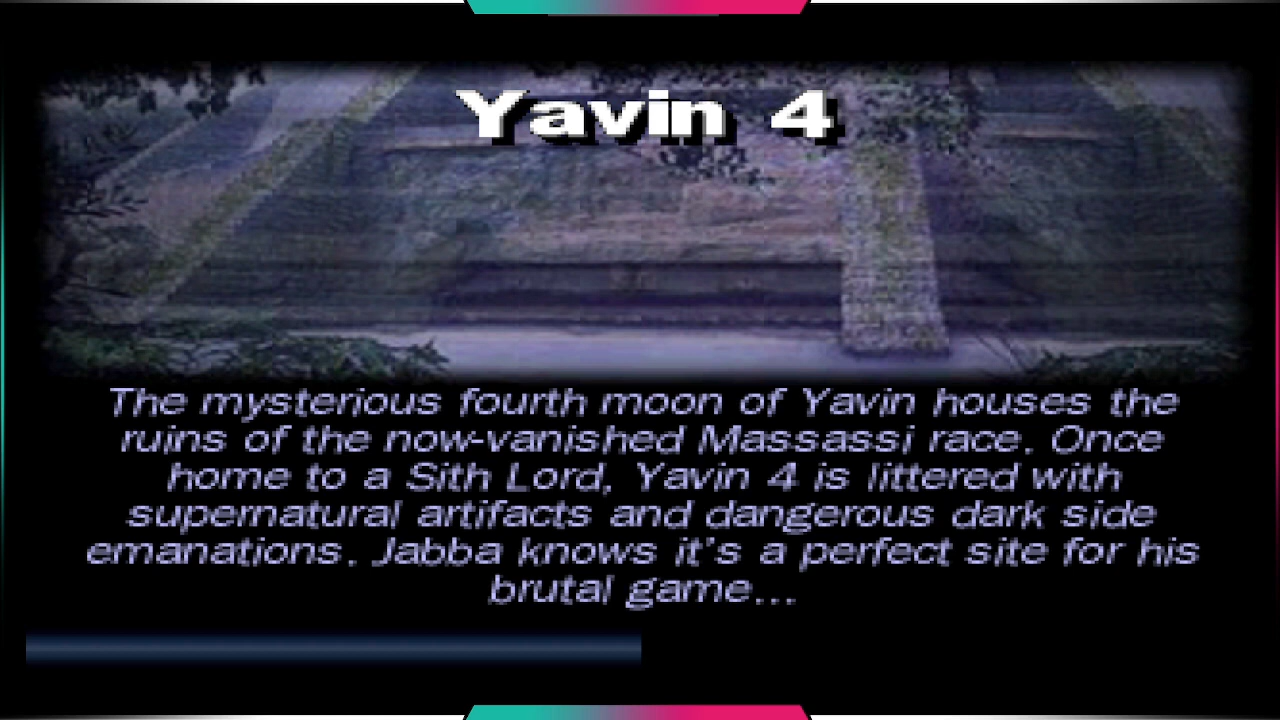 Yavin 4
The mysterious fourth moon of Yavin houses the
ruins of the now-vanished Massassi race. Once
home to a Sith Lord, Yavin 4 is littered with
supernatural artifacts and dangerous dark side
emanations. Jabba knows it's a perfect site for his
brutal game...